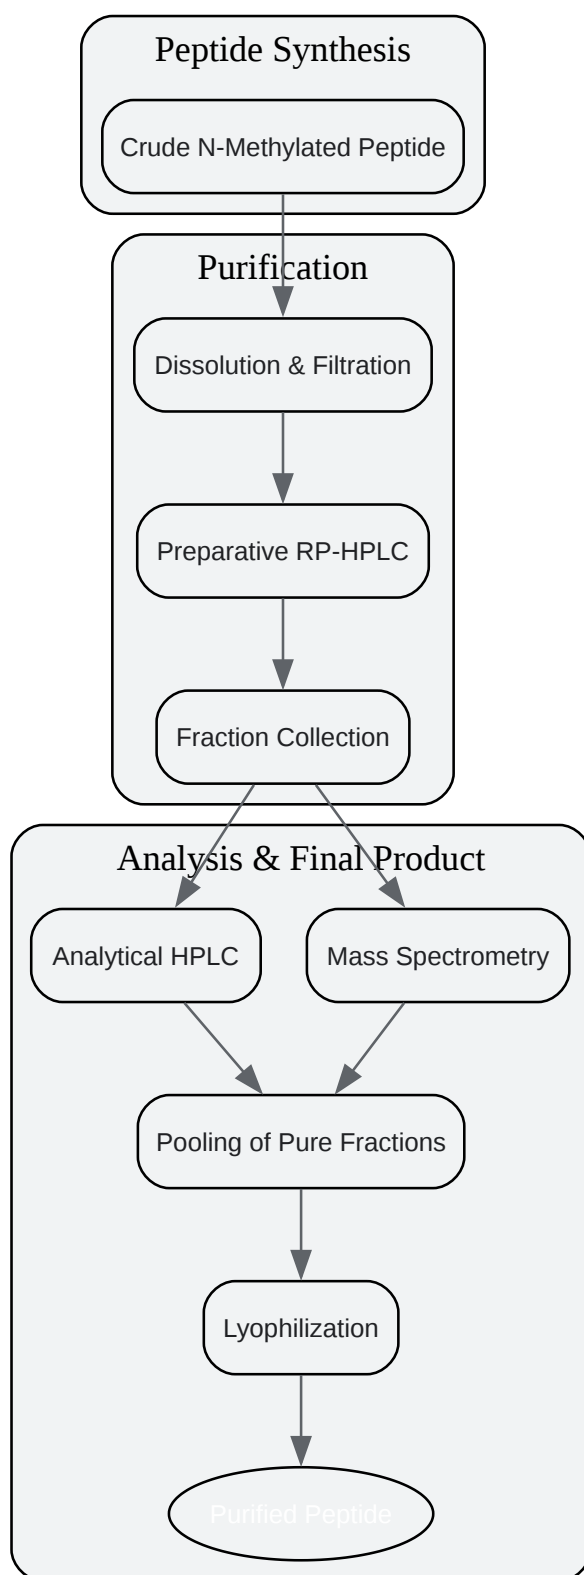 Peptide Synthesis
Crude N-Methylated Peptide
Purification
Dissolution & Filtration
Preparative RP-HPLC
Fraction Collection
Analysis & Final Product
Analytical HPLC
Mass Spectrometry
Pooling of Pure Fractions
Lyophilization
Purified Peptide